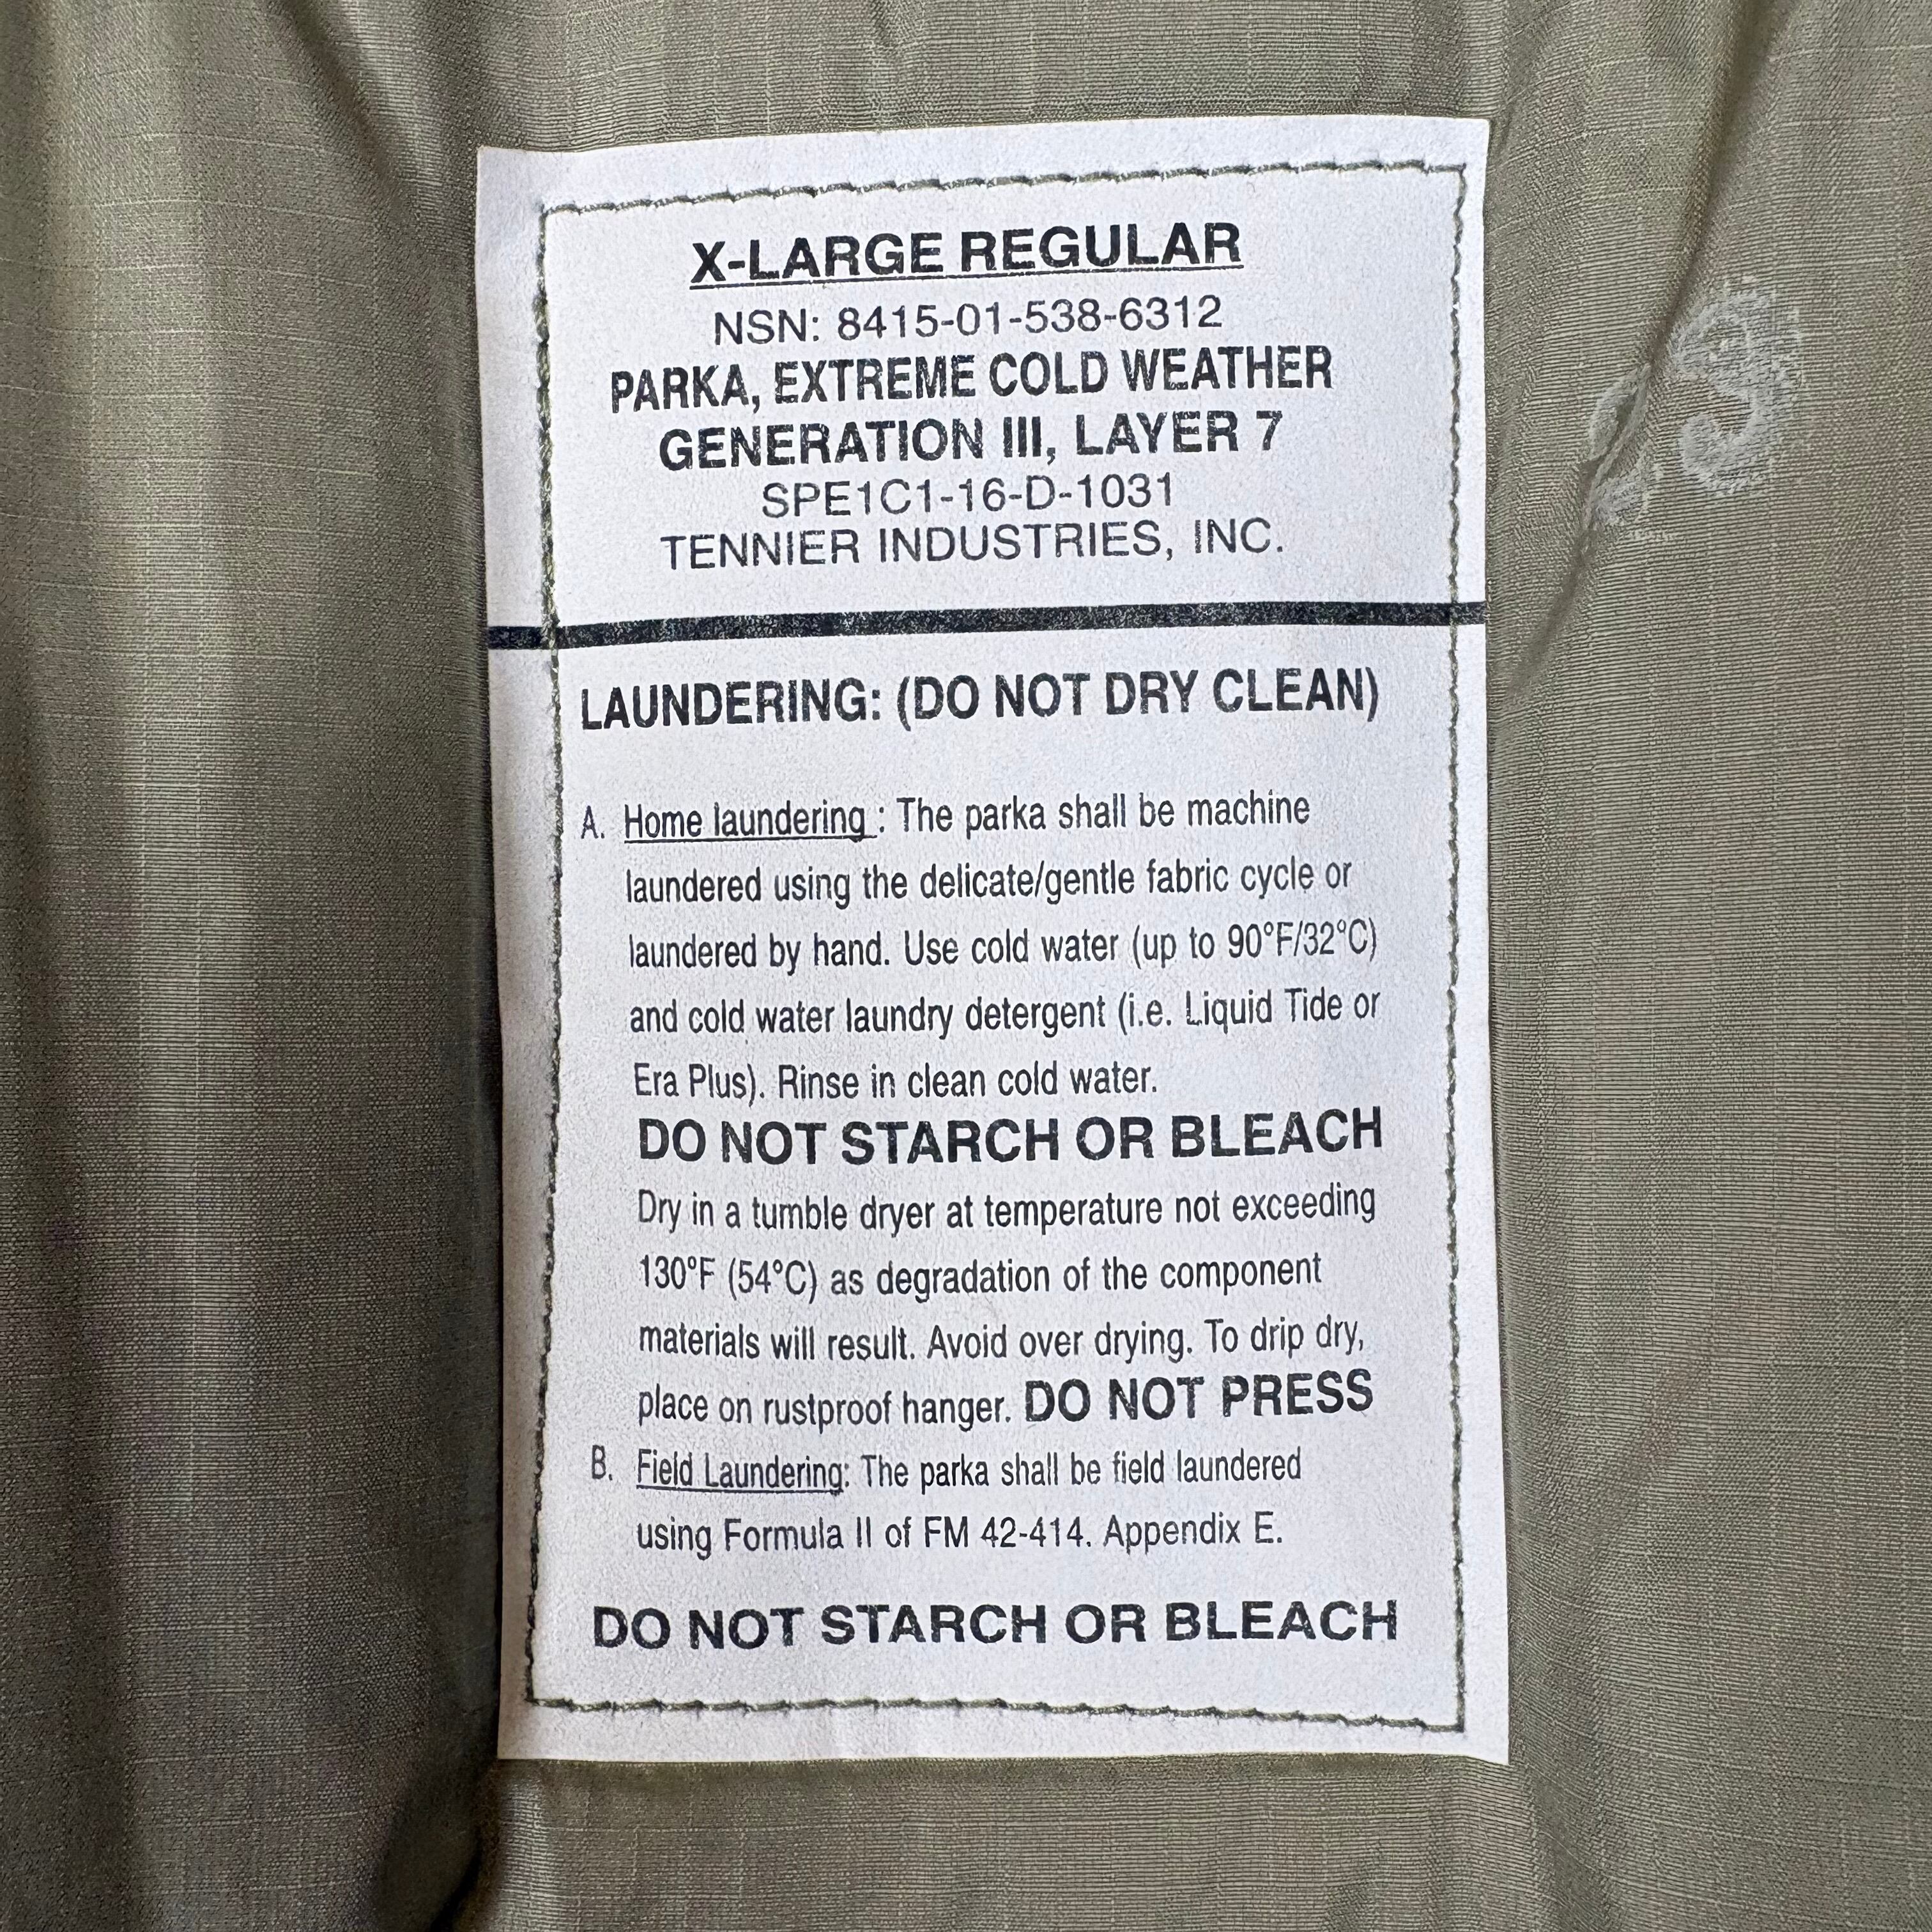 X-LARGE REGULAR
NSN: 8415-01-538-6312
PARKA, EXTREME COLD WEATHER
GENERATION III, LAYER 7
SPE1C1-16-D-1031
TENNIER INDUSTRIES, INC.
LAUNDERING: (DO NOT DRY CLEAN)
A. Home laundering : The parka shall be machine
laundered using the delicate/gentle fabric cycle or
laundered by hand. Use cold water (up to 90°F/32°C)
and cold water laundry detergent (i.e. Liquid Tide or
Era Plus). Rinse in clean cold water.
DO NOT STARCH OR BLEACH
Dry in a tumble dryer at temperature not exceeding
130°F (54°C) as degradation of the component
materials will result. Avoid over drying. To drip dry,
place on rustproof hanger. DO NOT PRESS
B. Field Laundering: The parka shall be field laundered
using Formula II of FM 42-414. Appendix E.
DO NOT STARCH OR BLEACH